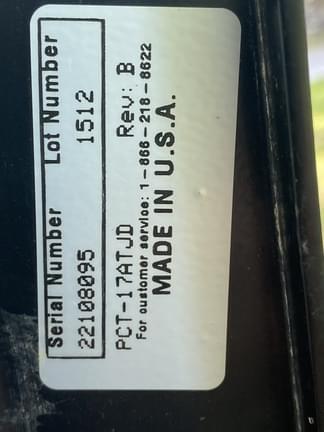 Serial Number Lot Number
22108095 1512
PCT-17ATJD Rev: B
For customer service: 1-866-218-8622
MADE IN U.S.A.